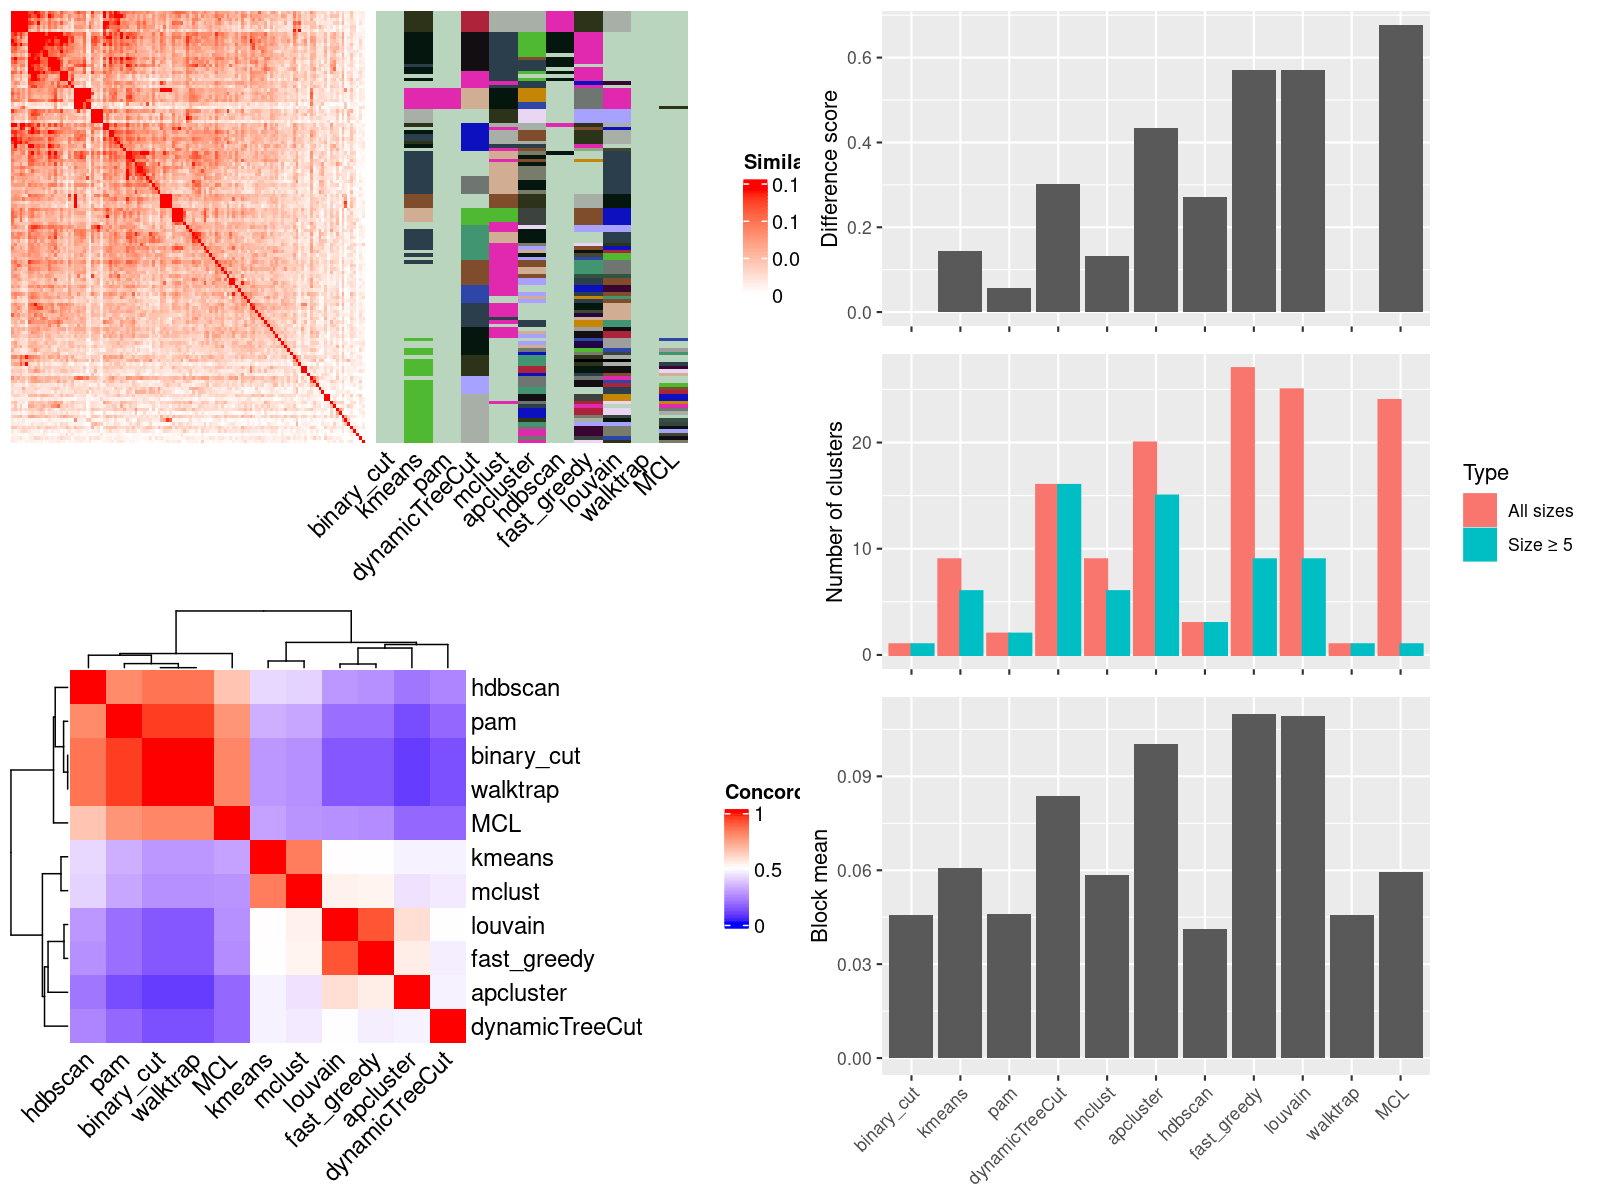 Simila
0.1
0.1
0.0
0
binary_cut
kmeans
pam
dynamicTreeCut
mclust
apcluster
hdbscan
fast_greedy
louvain
walktrap
MCL
hdbscan
pam
binary_cut
walktrap
MCL
kmeans
mclust
louvain
fast_greedy
apcluster
dynamicTreeCut
hdbscan
pam
binary_cut
walktrap
MCL
kmeans
mclust
louvain
fast_greedy
apcluster
dynamicTreeCut
Concord
1
0.5
0
Difference score
0.6
0.4
0.2
0.0
Number of clusters
20
10
0
Type
All sizes
Size ≥ 5
Block mean
0.09
0.06
0.03
0.00
binary_cut
kmeans
pam
dynamicTreeCut
mclust
apcluster
hdbscan
fast_greedy
louvain
walktrap
MCL